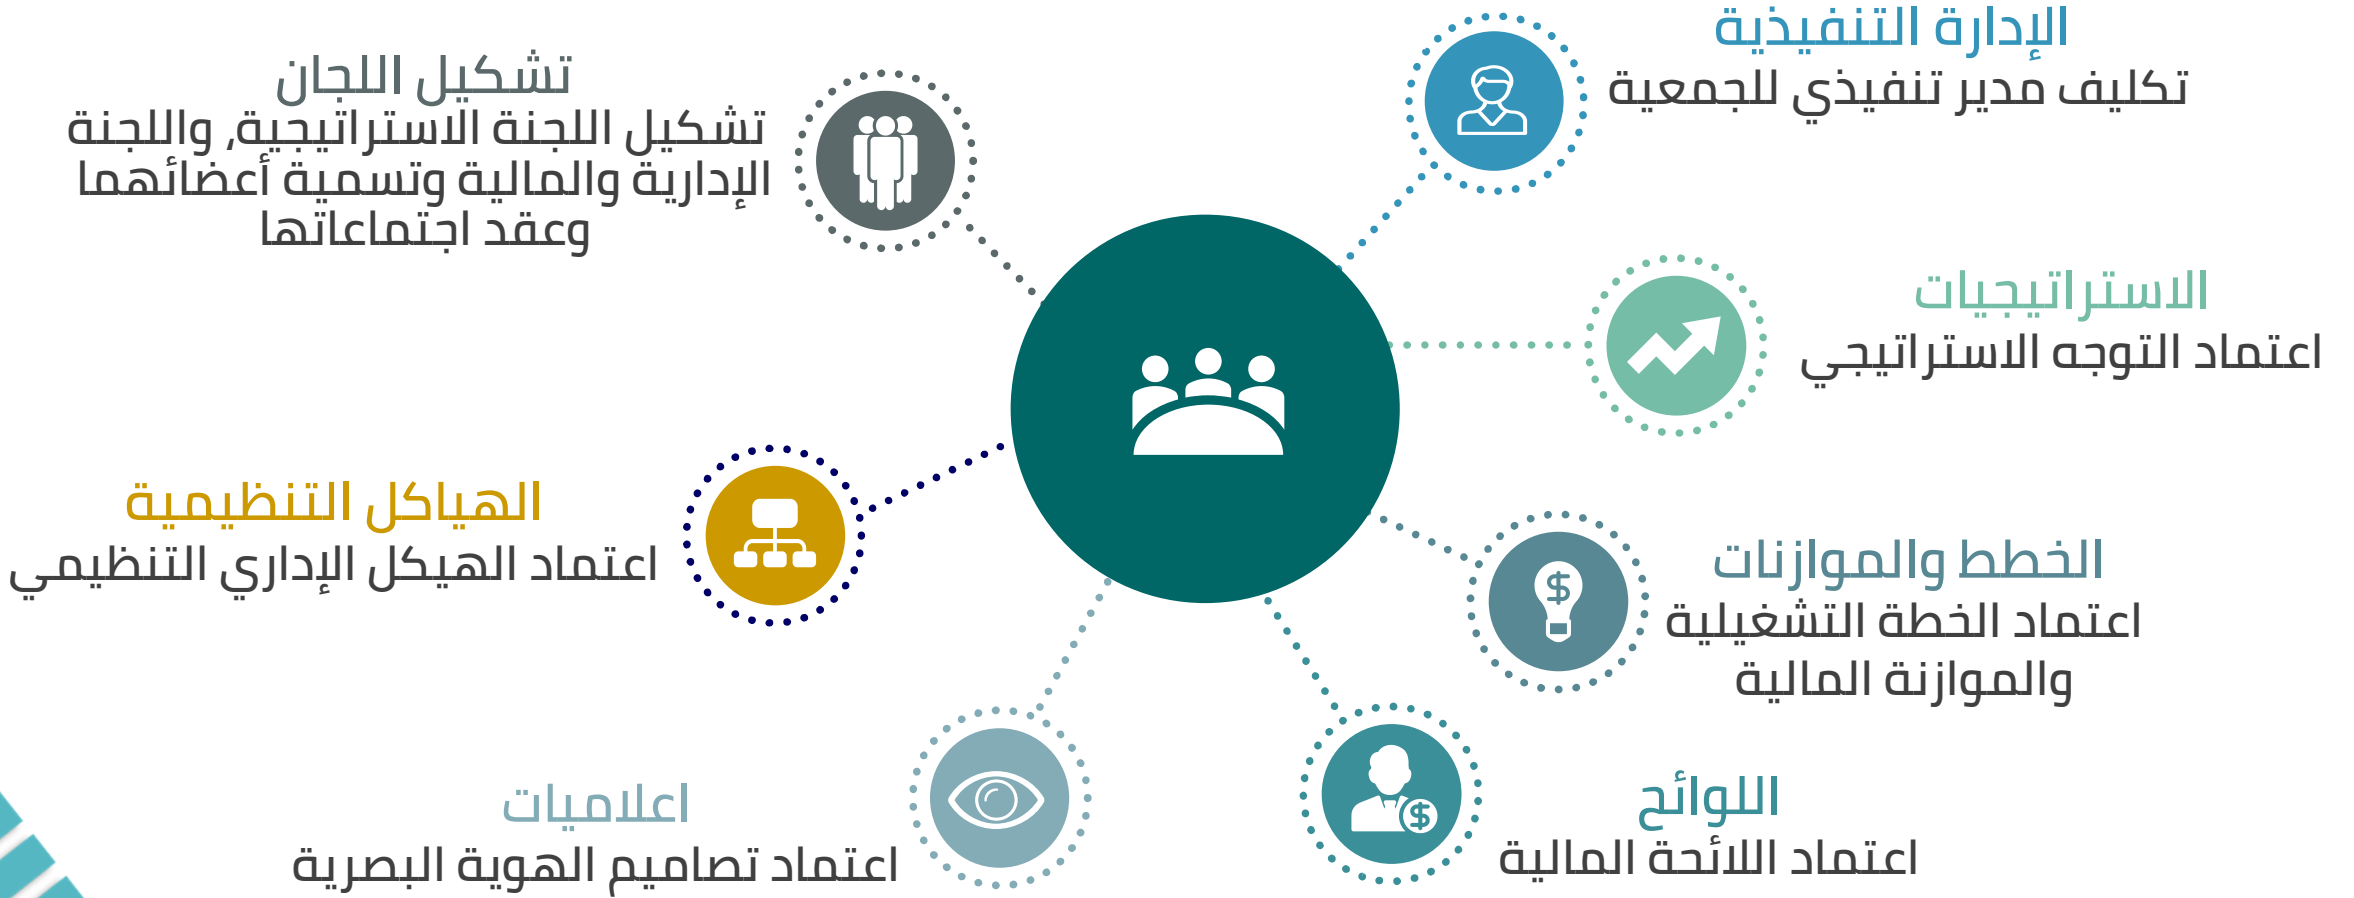 الإدارة التنفيذية
تكليف مدير تنفيذي للجمعية
الاستراتيجيات
اعتماد التوجه الاستراتيجي
الخطط والموازنات
اعتماد الخطة التشغيلية
والموازنة المالية
اللوائح
اعتماد اللائحة المالية
اعلاميات
اعتماد تصاميم الهوية البصرية
الهياكل التنظيمية
اعتماد الهيكل الإداري التنظيمي
تشكيل اللجان
تشكيل اللجنة الاستراتيجية، واللجنة
الإدارية والمالية وتسمية أعضائهما
وعقد اجتماعاتها